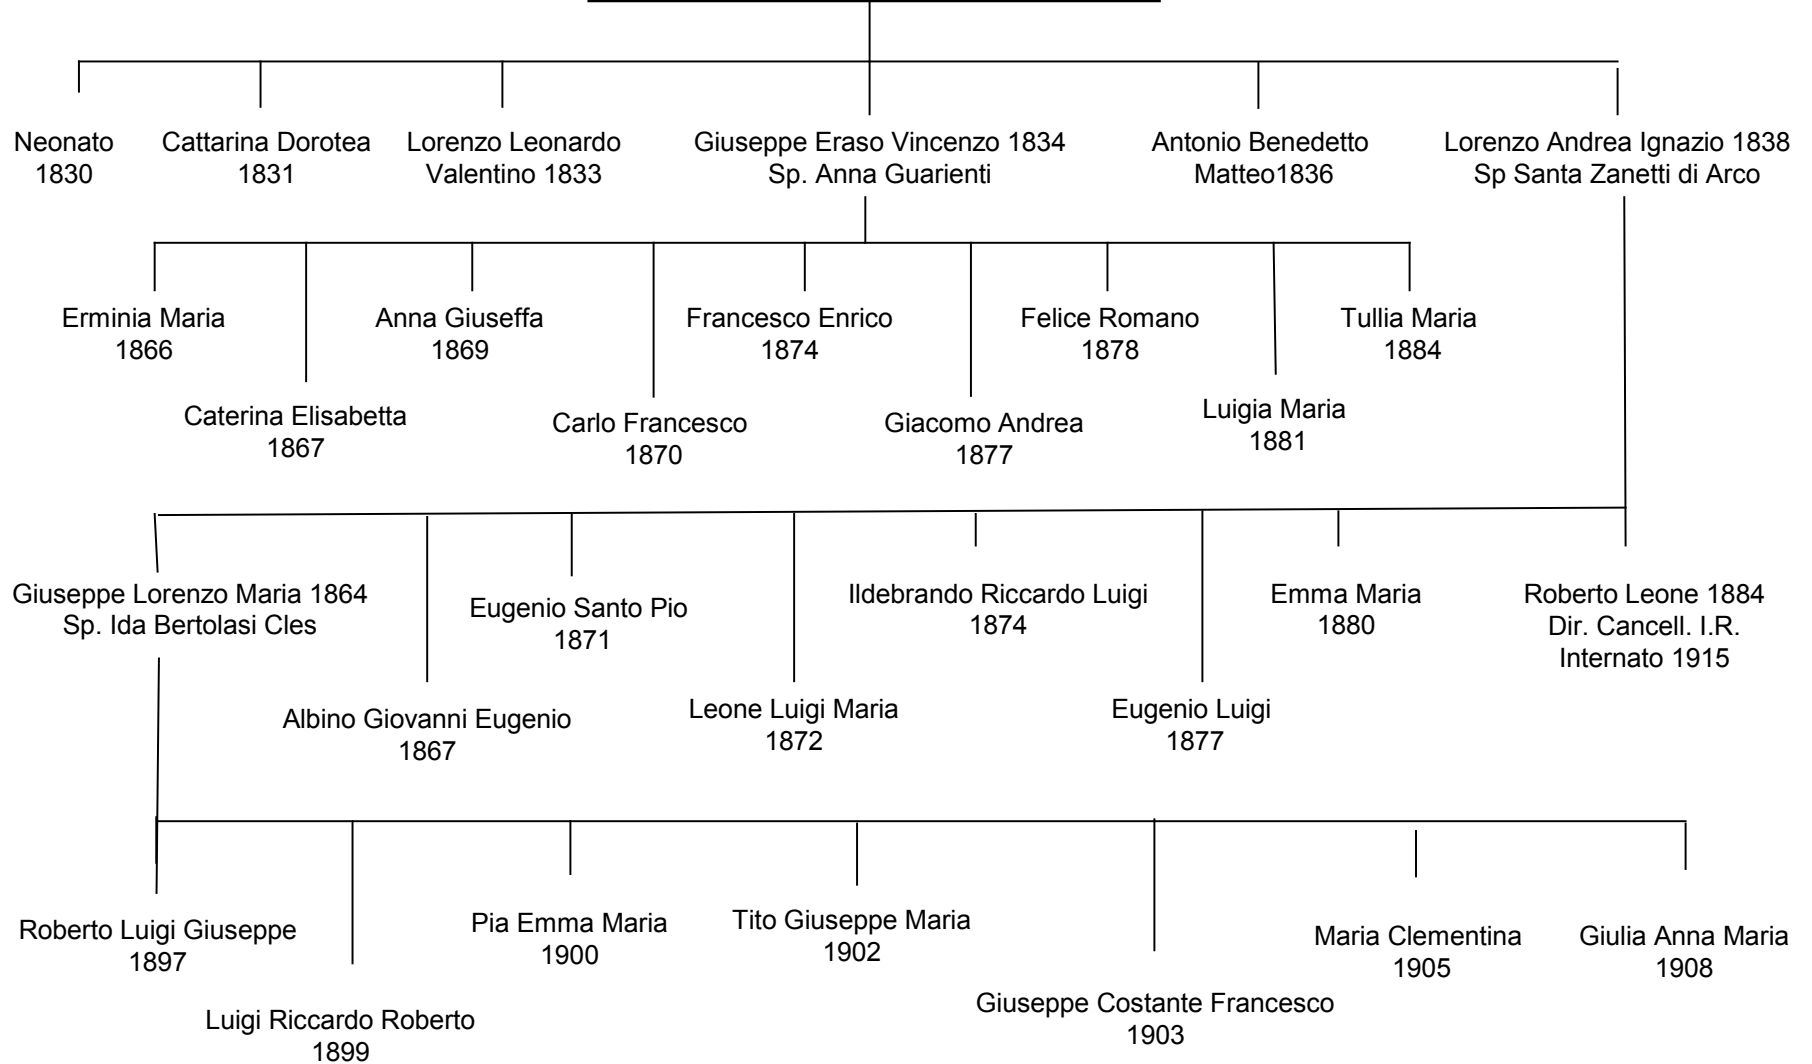 Neonato
1830
Cattarina Dorotea
1831
Lorenzo Leonardo
Valentino 1833
Giuseppe Eraso Vincenzo 1834
Sp. Anna Guarienti
Antonio Benedetto
Matteo1836
Lorenzo Andrea Ignazio 1838
Sp Santa Zanetti di Arco
Erminia Maria
1866
Caterina Elisabetta
1867
Anna Giuseffa
1869
Carlo Francesco
1870
Francesco Enrico
1874
Giacomo Andrea
1877
Felice Romano
1878
Luigia Maria
1881
Tullia Maria
1884
Giuseppe Lorenzo Maria 1864
Sp. Ida Bertolasi Cles
Albino Giovanni Eugenio
1867
Eugenio Santo Pio
1871
Leone Luigi Maria
1872
Ildebrando Riccardo Luigi
1874
Eugenio Luigi
1877
Emma Maria
1880
Roberto Leone 1884
Dir. Cancell. I.R.
Internato 1915
Roberto Luigi Giuseppe
1897
Luigi Riccardo Roberto
1899
Pia Emma Maria
1900
Tito Giuseppe Maria
1902
Giuseppe Costante Francesco
1903
Maria Clementina
1905
Giulia Anna Maria
1908